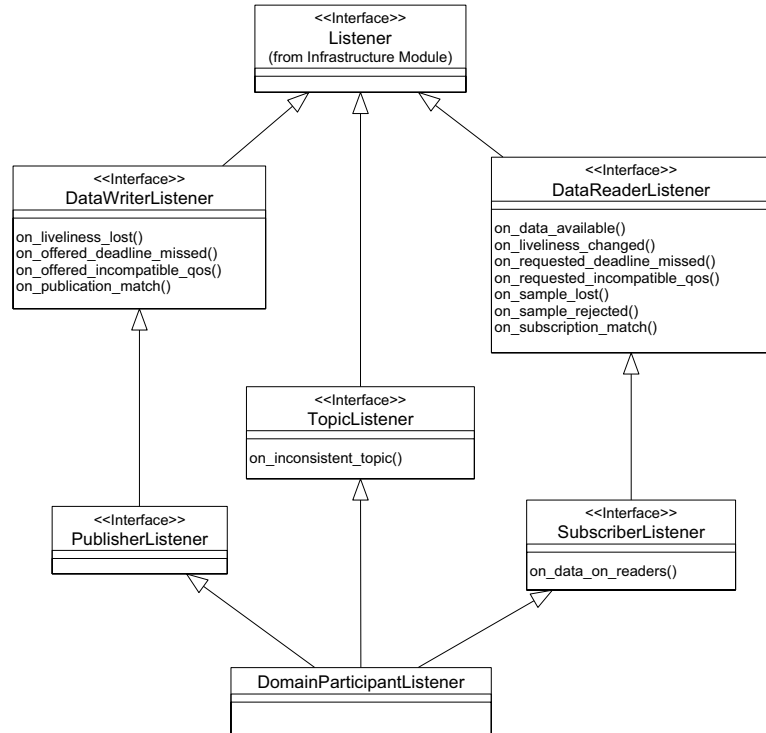 <<Interface>>
Listener
(from Infrastructure Module)
<<Interface>>
DataWriterListener
on_liveliness_lost()
on_offered_deadline_missed()
on_offered_incompatible_qos()
on_publication_match()
<<Interface>>
DataReaderListener
on_data_available()
on_liveliness_changed()
on_requested_deadline_missed()
on_requested_incompatible_qos()
on_sample_lost()
on_sample_rejected()
on_subscription_match()
<<Interface>>
TopicListener
on_inconsistent_topic()
<<Interface>>
PublisherListener
<<Interface>>
SubscriberListener
on_data_on_readers()
DomainParticipantListener